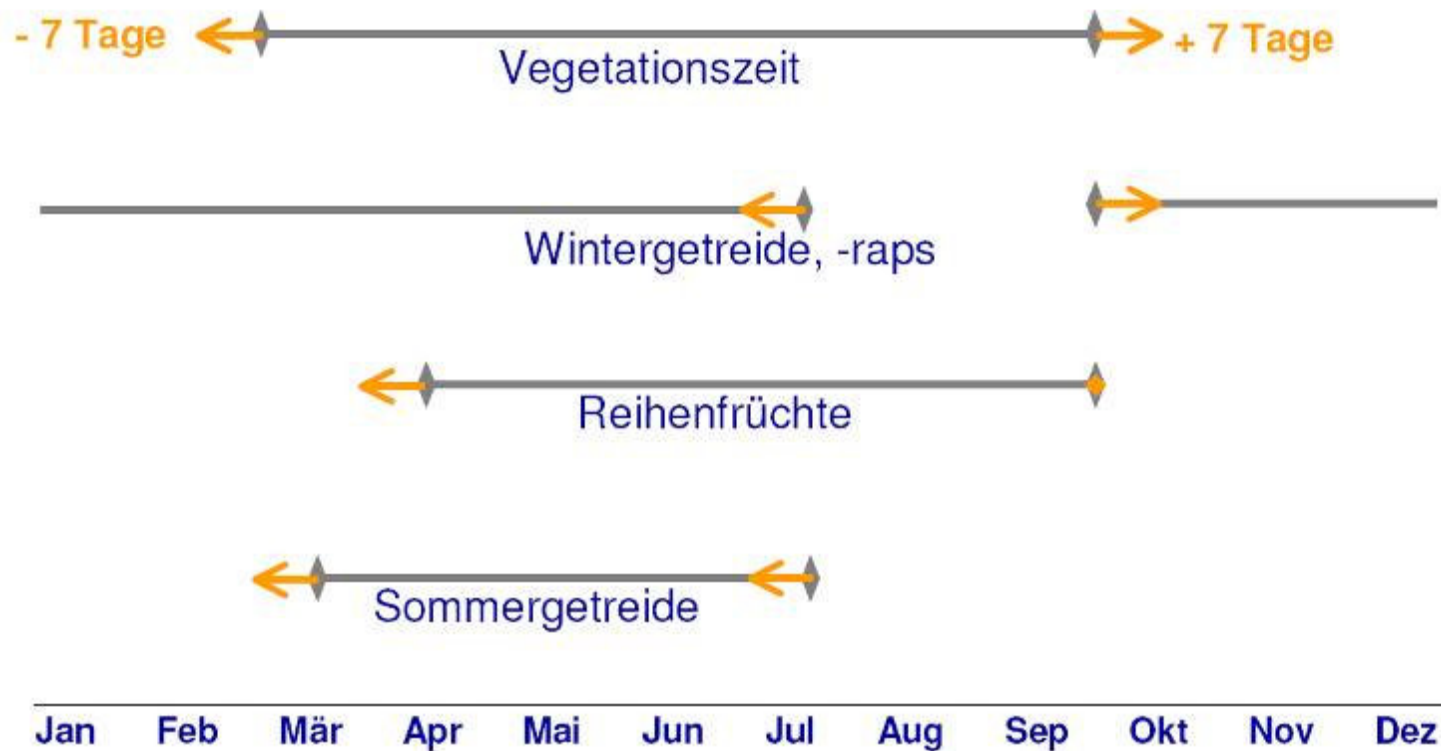 - 7 Tage
+ 7 Tage
Vegetationszeit
Wintergetreide, -raps
Reihenfrüchte
Sommergetreide
Jan Feb Mär Apr Mai Jun Jul Aug Sep Okt Nov Dez